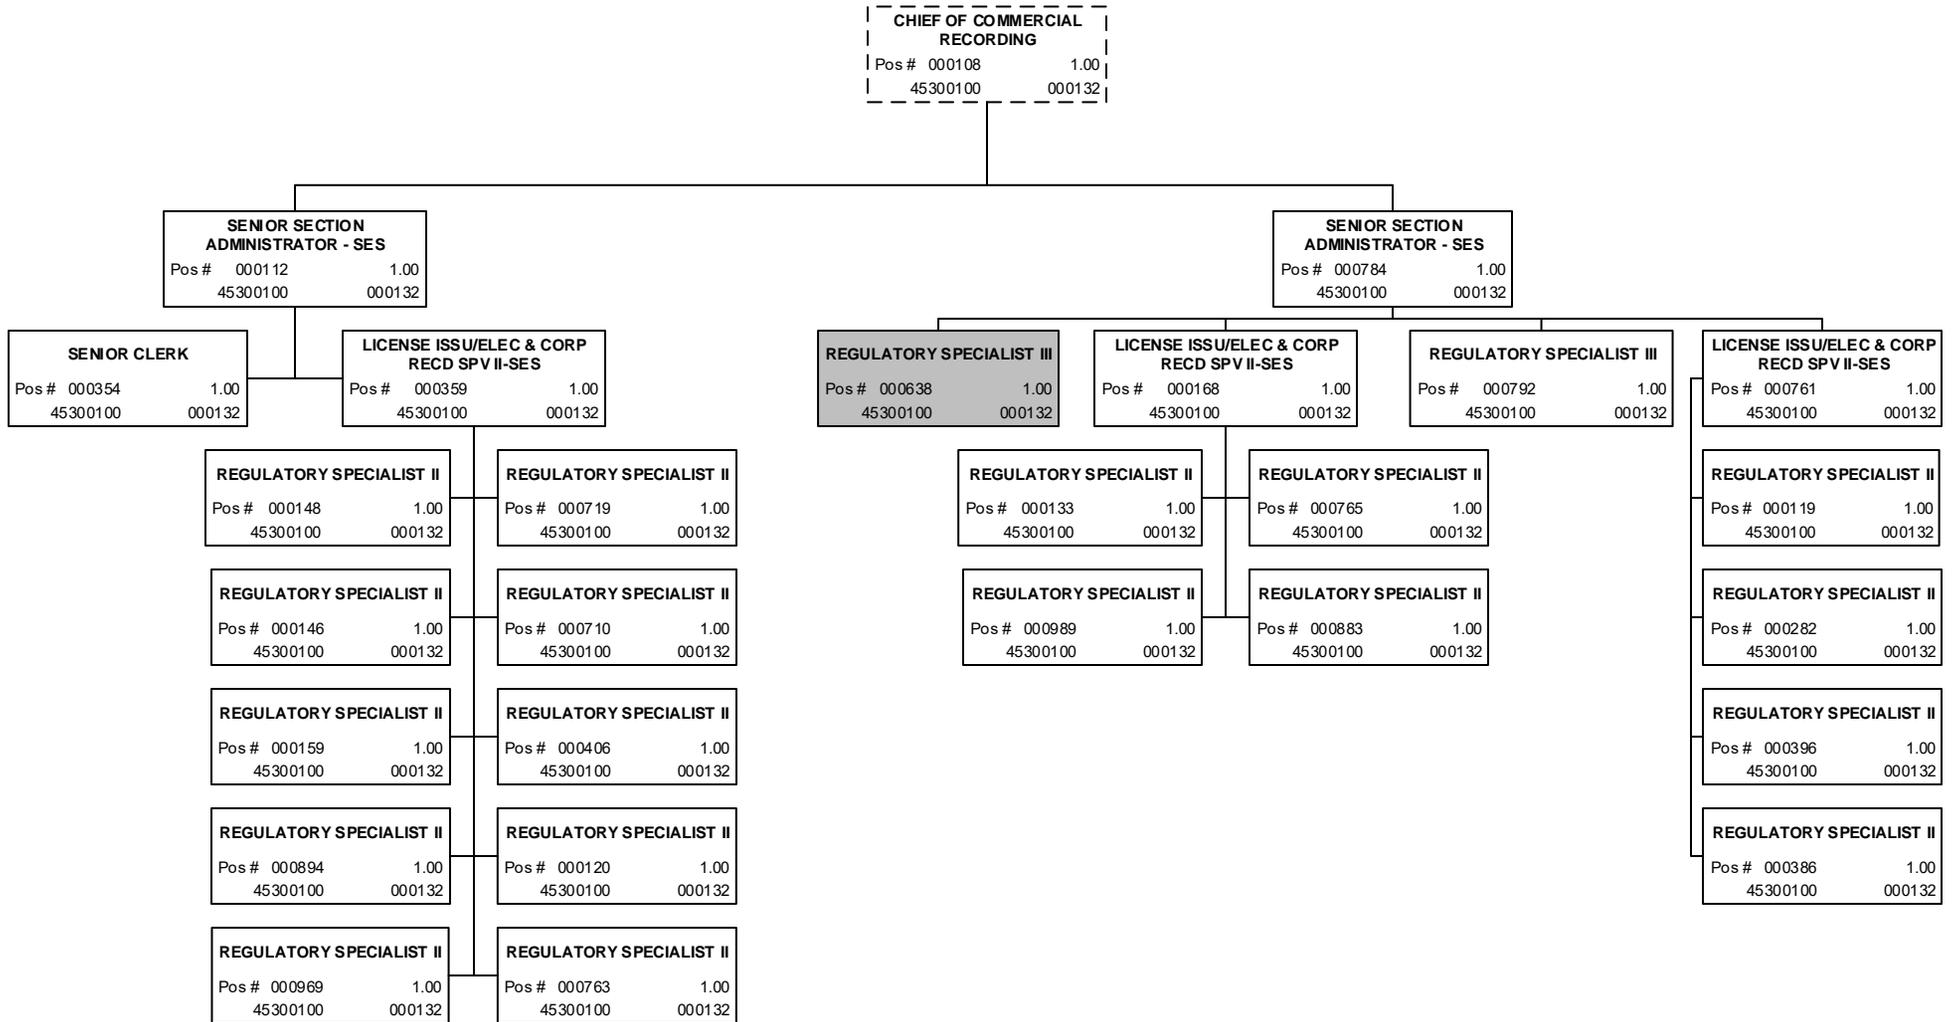 CHIEF OF COMMERCIAL
RECORDING
Pos # 000108 1.00
45300100 000132
SENIOR SECTION
ADMINISTRATOR - SES
Pos # 000112 1.00
45300100 000132
SENIOR SECTION
ADMINISTRATOR - SES
Pos # 000784 1.00
45300100 000132
SENIOR CLERK
Pos # 000354 1.00
45300100 000132
LICENSE ISSU/ELEC & CORP
RECD SPV II-SES
Pos # 000359 1.00
45300100 000132
REGULATORY SPECIALIST III
Pos # 000638 1.00
45300100 000132
LICENSE ISSU/ELEC & CORP
RECD SPV II-SES
Pos # 000168 1.00
45300100 000132
REGULATORY SPECIALIST III
Pos # 000792 1.00
45300100 000132
LICENSE ISSU/ELEC & CORP
RECD SPV II-SES
Pos # 000761 1.00
45300100 000132
REGULATORY SPECIALIST II
Pos # 000148 1.00
45300100 000132
REGULATORY SPECIALIST II
Pos # 000719 1.00
45300100 000132
REGULATORY SPECIALIST II
Pos # 000133 1.00
45300100 000132
REGULATORY SPECIALIST II
Pos # 000765 1.00
45300100 000132
REGULATORY SPECIALIST II
Pos # 000119 1.00
45300100 000132
REGULATORY SPECIALIST II
Pos # 000146 1.00
45300100 000132
REGULATORY SPECIALIST II
Pos # 000710 1.00
45300100 000132
REGULATORY SPECIALIST II
Pos # 000989 1.00
45300100 000132
REGULATORY SPECIALIST II
Pos # 000883 1.00
45300100 000132
REGULATORY SPECIALIST II
Pos # 000282 1.00
45300100 000132
REGULATORY SPECIALIST II
Pos # 000159 1.00
45300100 000132
REGULATORY SPECIALIST II
Pos # 000406 1.00
45300100 000132
REGULATORY SPECIALIST II
Pos # 000396 1.00
45300100 000132
REGULATORY SPECIALIST II
Pos # 000894 1.00
45300100 000132
REGULATORY SPECIALIST II
Pos # 000120 1.00
45300100 000132
REGULATORY SPECIALIST II
Pos # 000386 1.00
45300100 000132
REGULATORY SPECIALIST II
Pos # 000969 1.00
45300100 000132
REGULATORY SPECIALIST II
Pos # 000763 1.00
45300100 000132